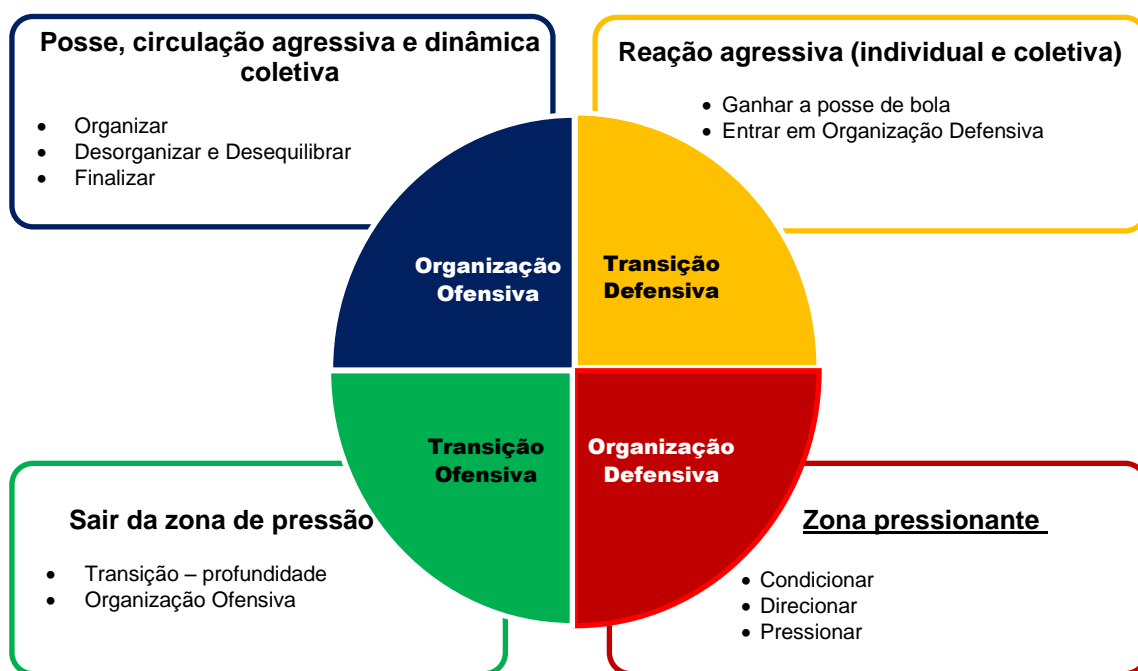 Posse, circulação agressiva e dinâmica
coletiva
• Organizar
• Desorganizar e Desequilibrar
• Finalizar
Reação agressiva (individual e coletiva)
• Ganhar a posse de bola
• Entrar em Organização Defensiva
Organização
Ofensiva
Transição
Defensiva
Transição
Ofensiva
Organização
Defensiva
Sair da zona de pressão
• Transição – profundidade
• Organização Ofensiva
Zona pressionante
• Condicionar
• Direcionar
• Pressionar